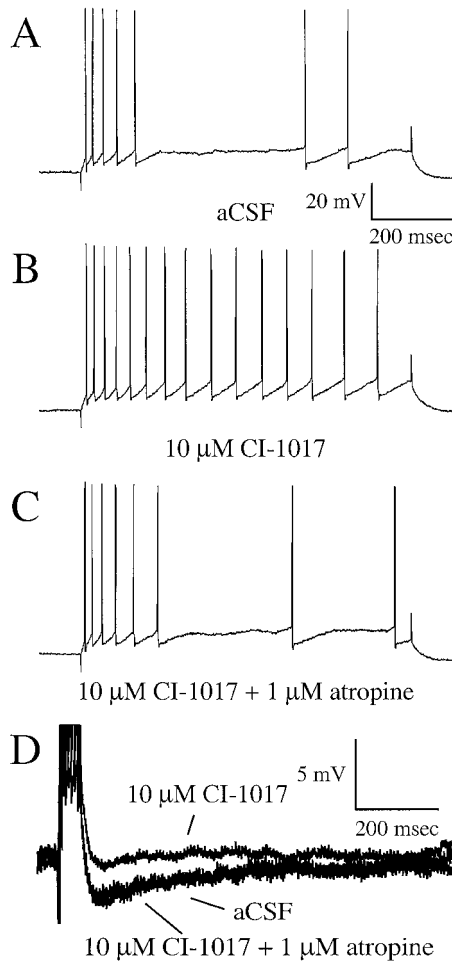 A
20 mV
aCSF
200 msec
B
10 μM CI-1017
C
10 μM CI-1017 + 1 μM atropine
D
5 mV
10 μM CI-1017
200 msec
aCSF
10 μM CI-1017 + 1 μM atropine